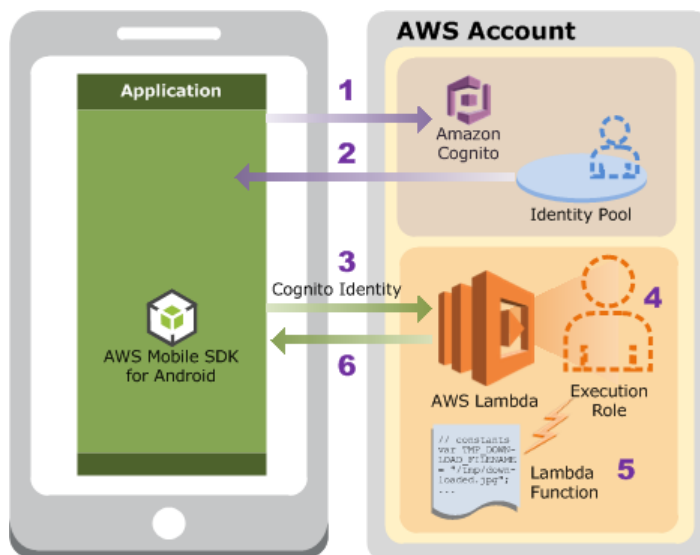 AWS Account
Application
1
Amazon
Cognito
2
Identity Pool
3
Cognito Identity
4
AWS Mobile SDK
for Android
6
AWS Lambda
Execution
Role
// constants
var TMP_DOWN-
LOAD_FILENAME
= "/Tmp/down-
loaded.jpg";
...
Lambda
Function
5